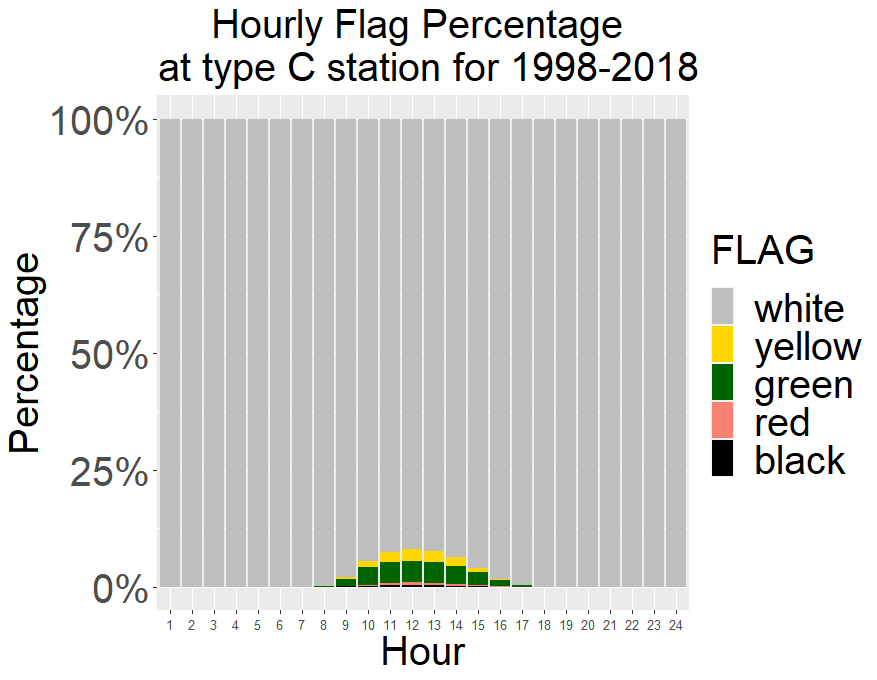 Hourly Flag Percentage
at type C station for 1998-2018
100%
75%
50%
25%
0%
Percentage
1 2 3 4 5 6 7 8 9 10 11 12 13 14 15 16 17 18 19 20 21 22 23 24
Hour
FLAG
white
yellow
green
red
black